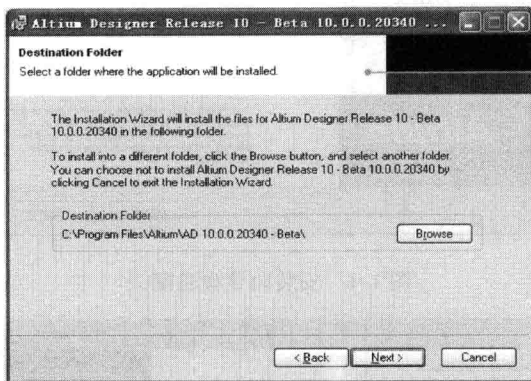 Altium Designer Release 10 - Beta 10.0.0.20340 ...
Destination Folder
Select a folder where the application will be installed.
The Installation Wizard will install the files for Altium Designer Release 10 - Beta
10.0.0.20340 in the following folder.
To install into a different folder, click the Browse button, and select another folder.
You can choose not to install Altium Designer Release 10 - Beta 10.0.0.20340 by
clicking Cancel to exit the Installation Wizard.
Destination Folder
C:\Program Files\Altium\AD 10.0.0.20340 - Beta\
Browse
< Back
Next >
Cancel